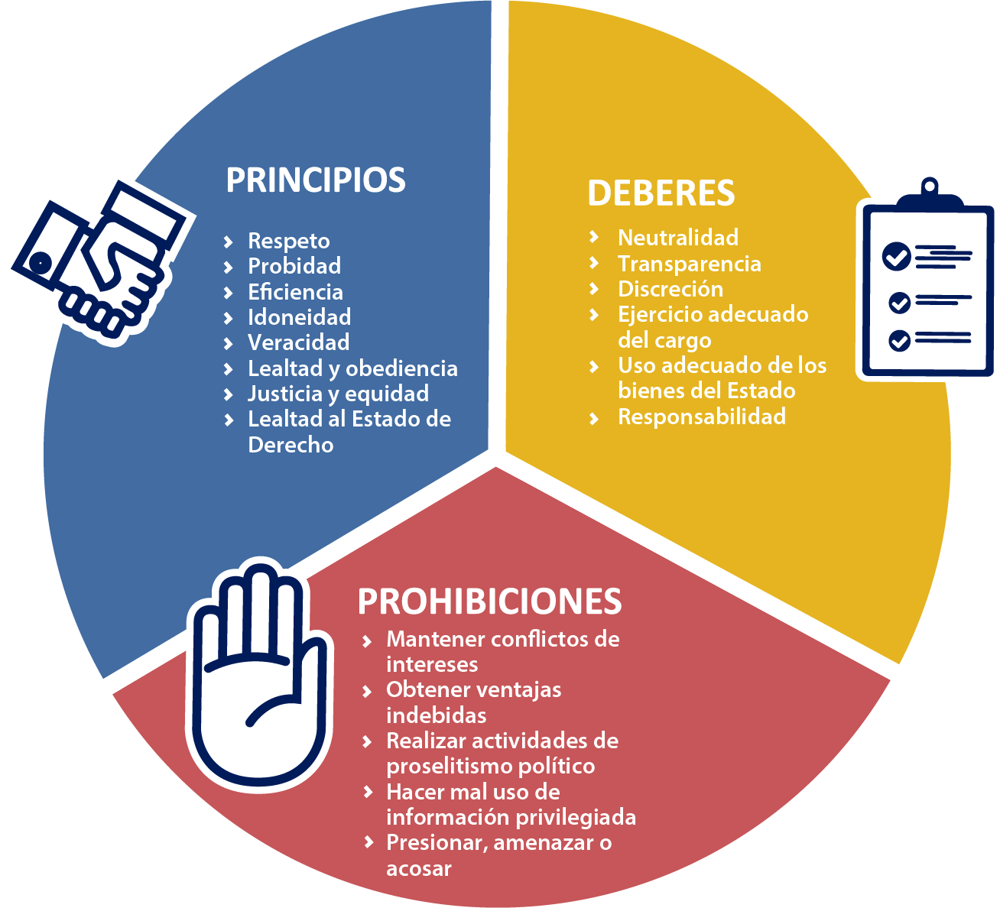 PRINCIPIOS
Respeto
Probidad
Eficiencia
Idoneidad
Veracidad
Lealtad y obediencia
Justicia y equidad
Lealtad al Estado de
Derecho
DEBERES
Neutralidad
Transparencia
Discreción
Ejercicio adecuado
del cargo
Uso adecuado de los
bienes del Estado
Responsabilidad
PROHIBICIONES
Mantener conflictos de
intereses
Obtener ventajas
indebidas
Realizar actividades de
proselitismo político
Hacer mal uso de
información privilegiada
Presionar, amenazar o
acosar